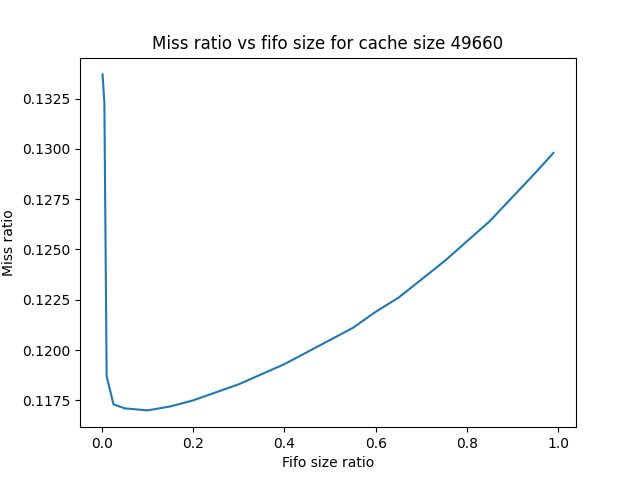 Miss ratio vs fifo size for cache size 49660
0.1325
0.1300
0.1275
0.1250
0.1225
0.1200
0.1175
Miss ratio
0.0 0.2 0.4 0.6 0.8 1.0
Fifo size ratio